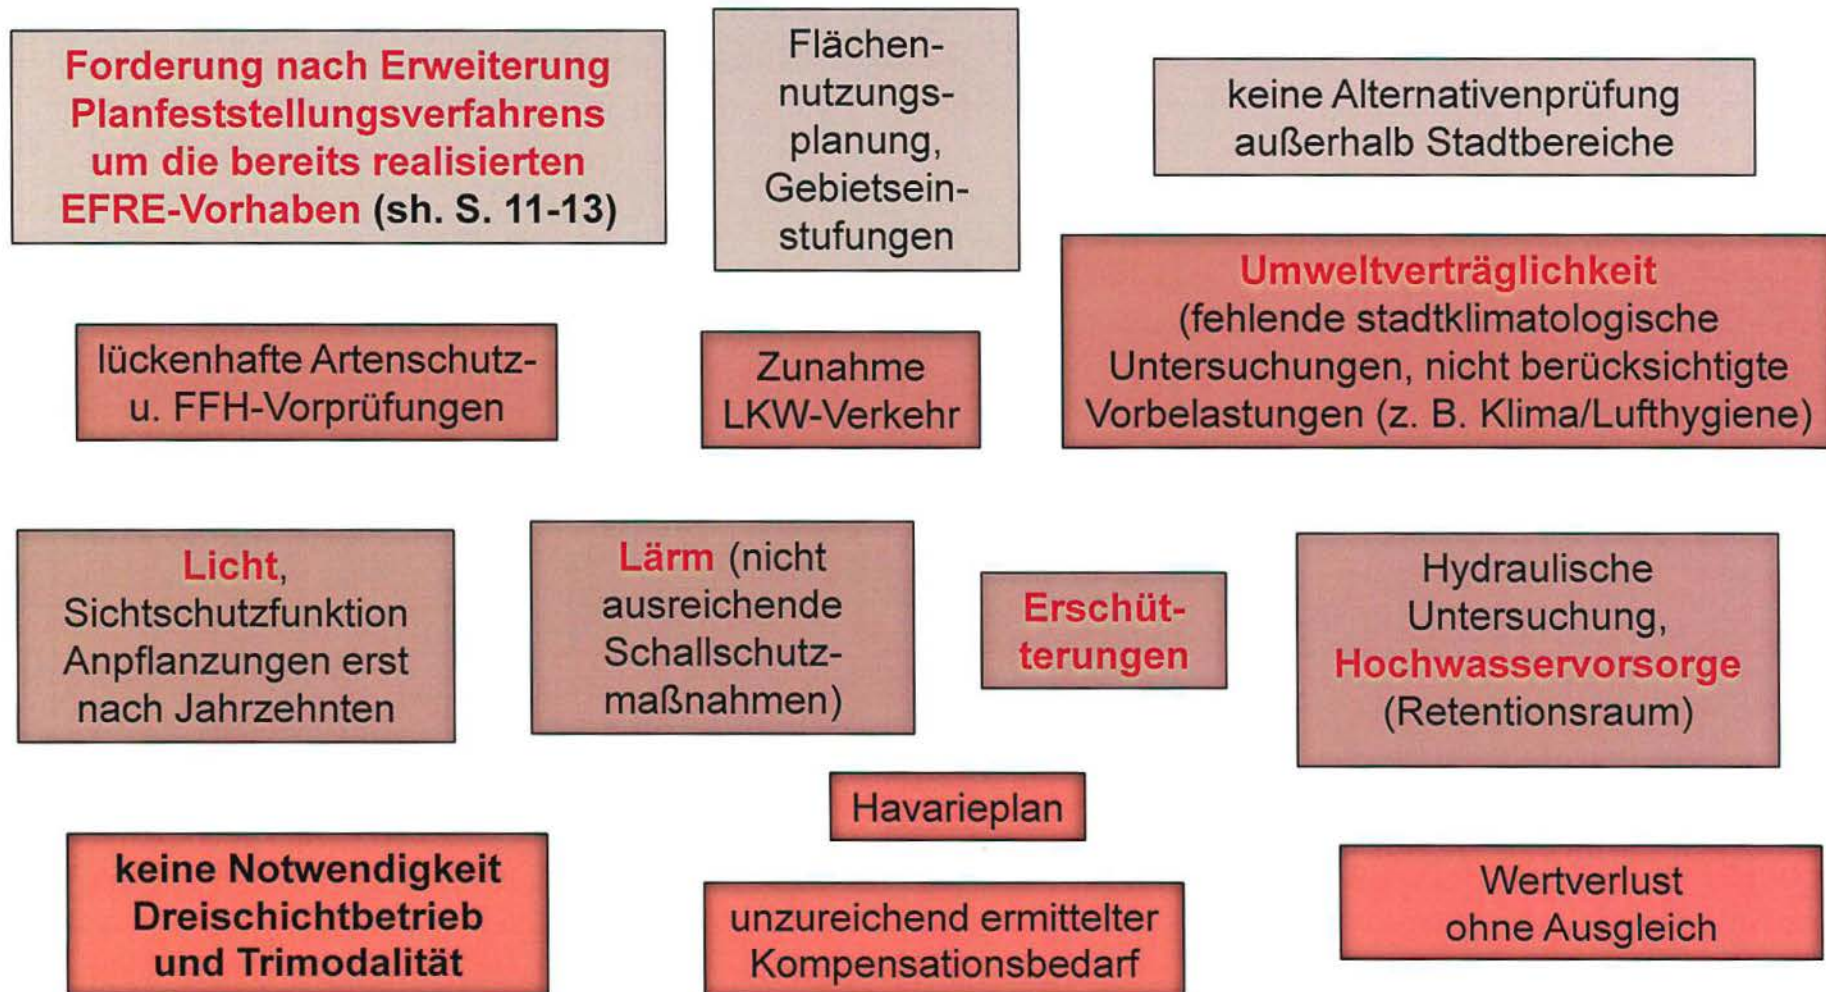 Forderung nach Erweiterung
Planfeststellungsverfahrens
um die bereits realisierten
EFRE-Vorhaben (sh. S. 11-13)
Flächen-
nutzungs-
planung,
Gebietsein-
stufungen
keine Alternativenprüfung
außerhalb Stadtbereiche
lückenhafte Artenschutz-
u. FFH-Vorprüfungen
Zunahme
LKW-Verkehr
Umweltverträglichkeit
(fehlende stadtklimatologische
Untersuchungen, nicht berücksichtigte
Vorbelastungen (z. B. Klima/Lufthygiene)
Licht,
Sichtschutzfunktion
Anpflanzungen erst
nach Jahrzehnten
Lärm (nicht
ausreichende
Schallschutz-
maßnahmen)
Erschüt-
terungen
Hydraulische
Untersuchung,
Hochwasservorsorge
(Retentionsraum)
Havarieplan
keine Notwendigkeit
Dreischichtbetrieb
und Trimodalität
unzureichend ermittelter
Kompensationsbedarf
Wertverlust
ohne Ausgleich